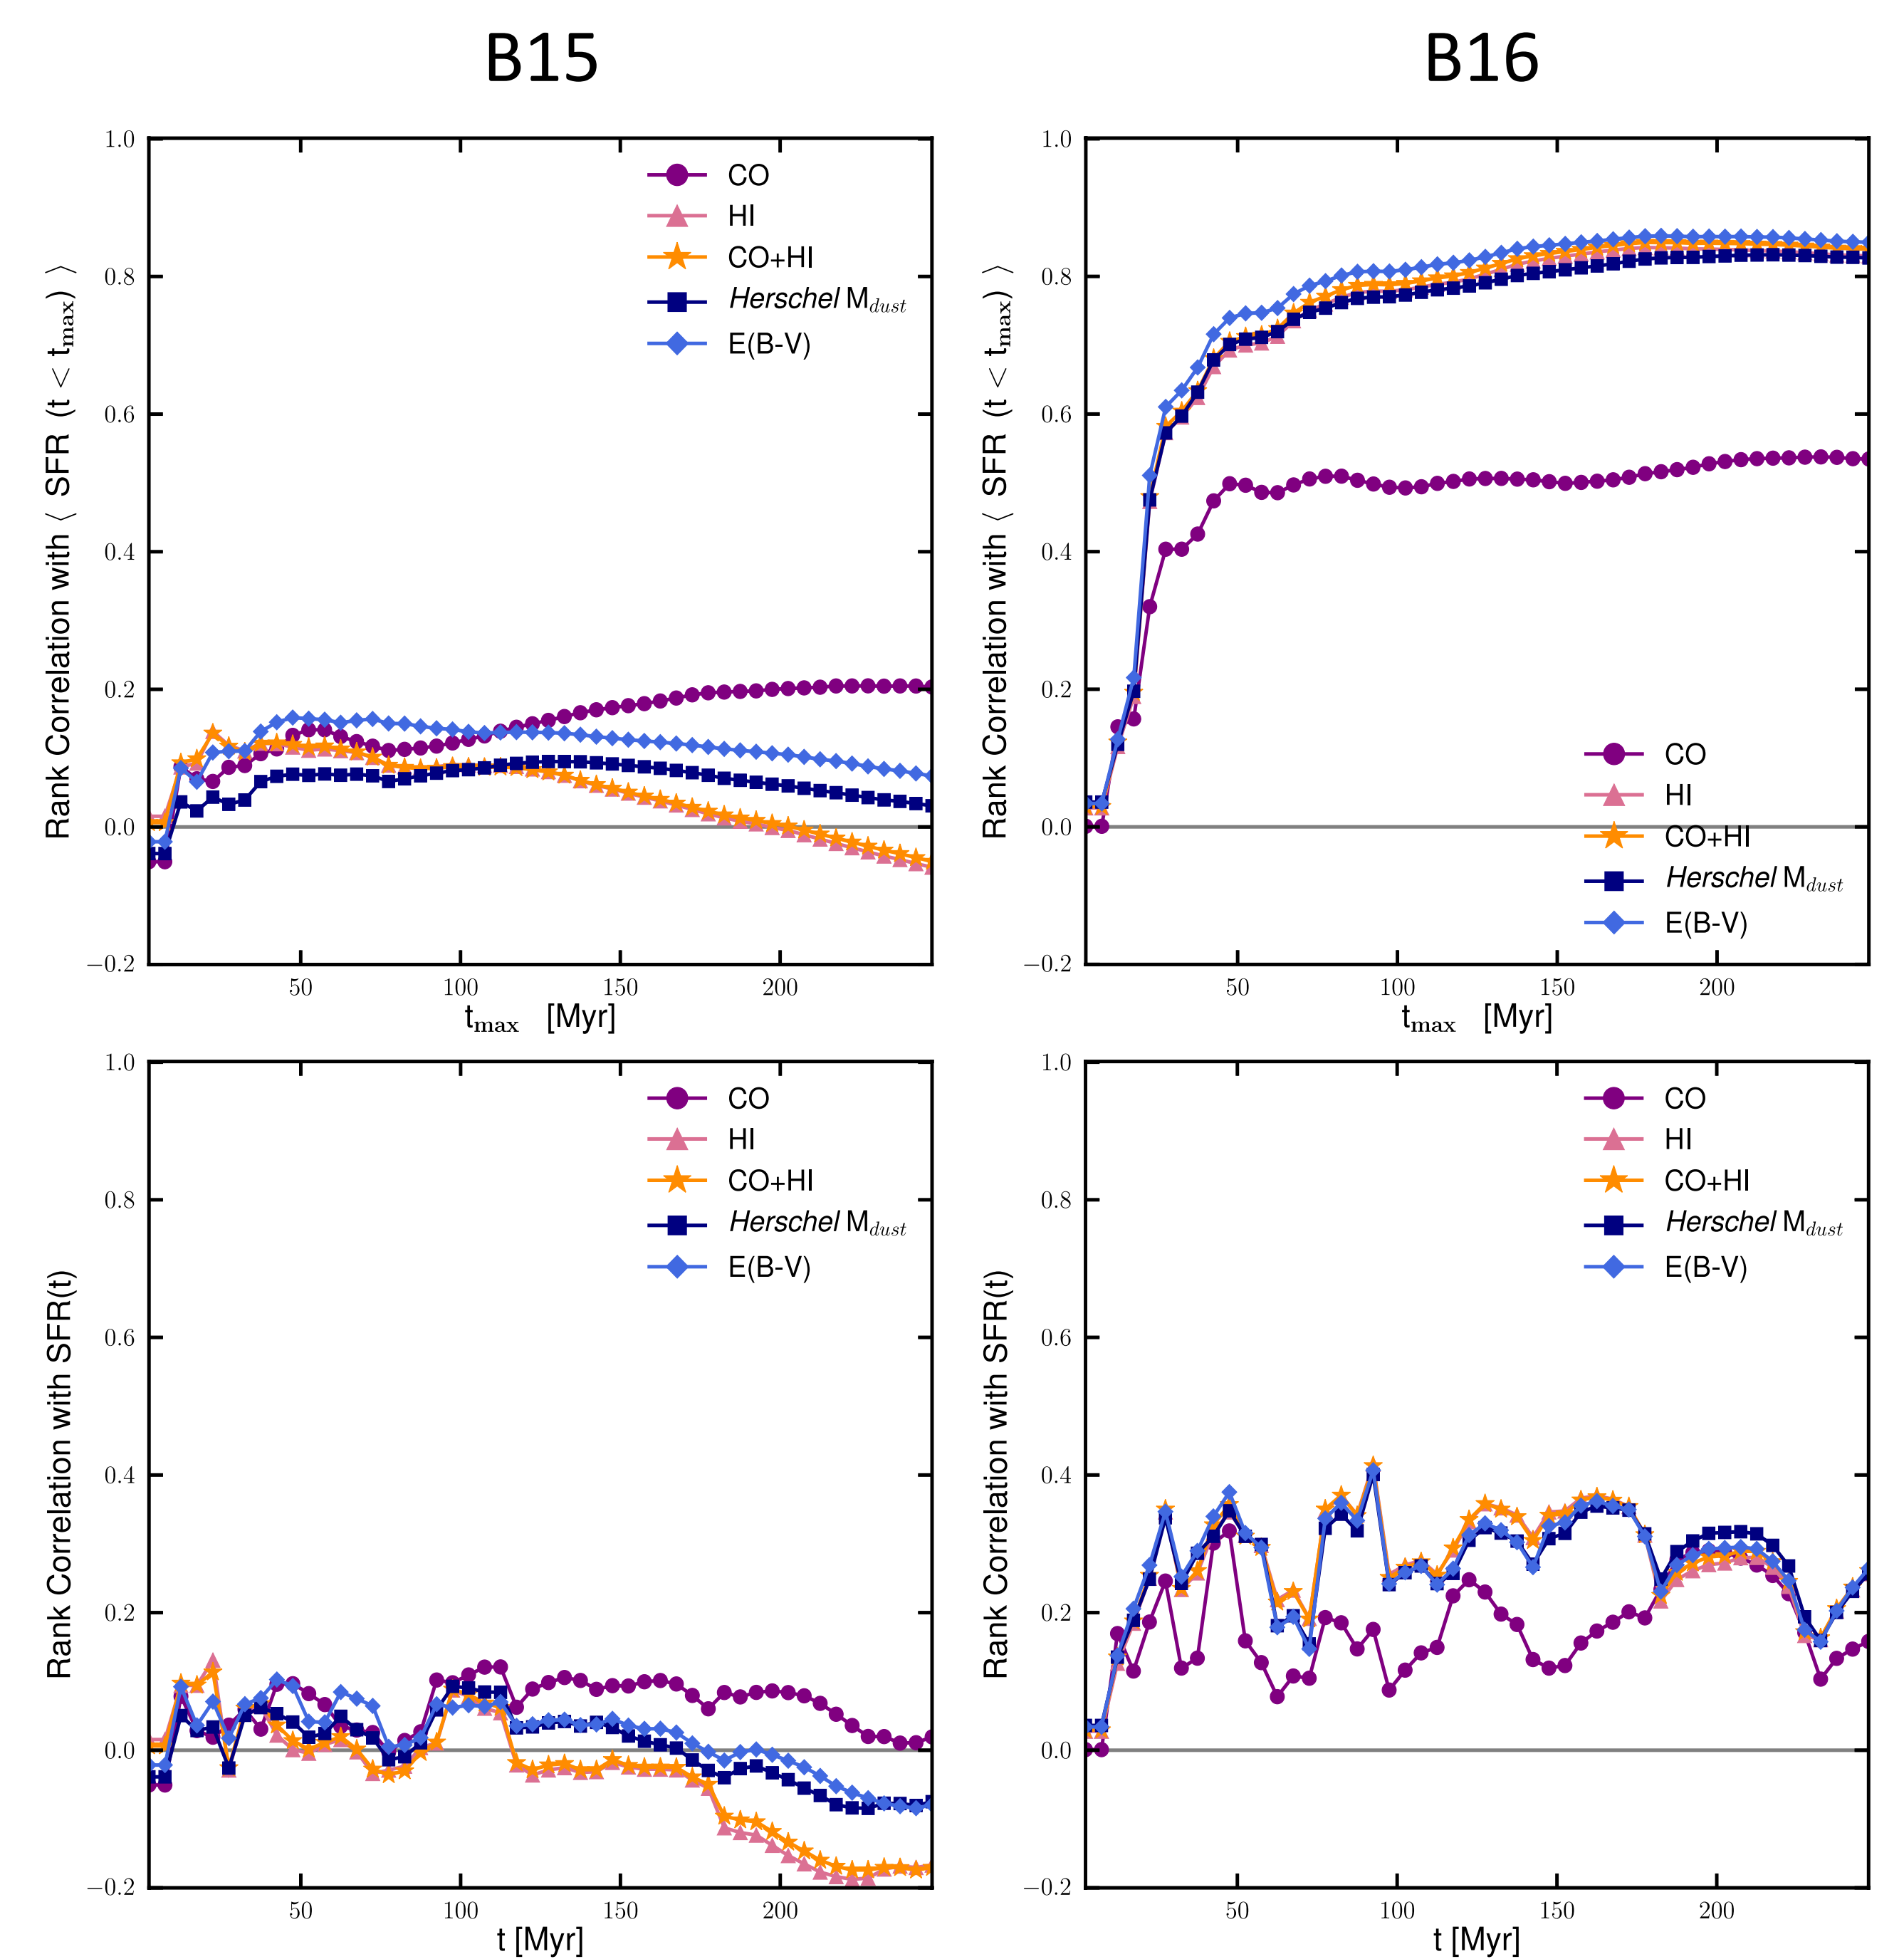 B15
B16
1.0
0.8
0.6
0.4
0.2
0.0
−0.2
Rank Correlation with ⟨ SFR (t < tmax) ⟩
CO
HI
CO+HI
Herschel Mdust
E(B-V)
50
100
150
200
tmax [Myr]
1.0
0.8
0.6
0.4
0.2
0.0
−0.2
Rank Correlation with ⟨ SFR (t < tmax) ⟩
CO
HI
CO+HI
Herschel Mdust
E(B-V)
50
100
150
200
tmax [Myr]
1.0
0.8
0.6
0.4
0.2
0.0
−0.2
Rank Correlation with SFR(t)
CO
HI
CO+HI
Herschel Mdust
E(B-V)
50
100
150
200
t [Myr]
1.0
0.8
0.6
0.4
0.2
0.0
−0.2
Rank Correlation with SFR(t)
CO
HI
CO+HI
Herschel Mdust
E(B-V)
50
100
150
200
t [Myr]